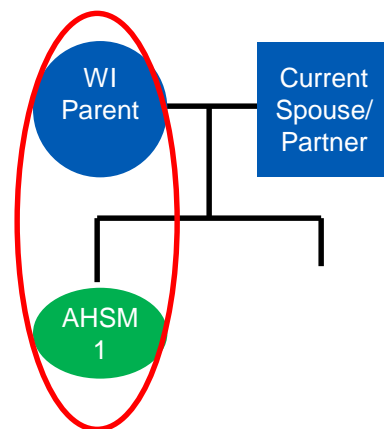 WI
Parent
Current
Spouse/
Partner
AHSM
1